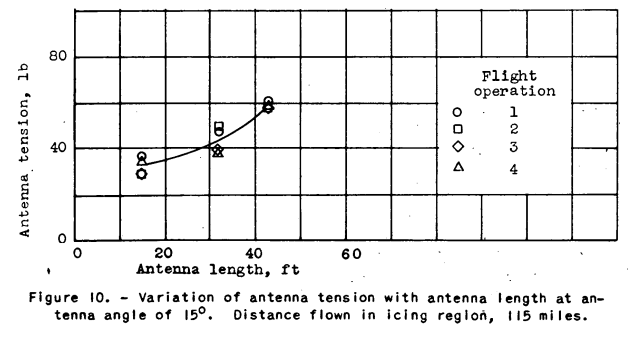 80
40
0
Antenna tension, lb
Flight
operation
1
2
3
4
0 20 40 60
Antenna length, ft
Figure 10. - Variation of antenna tension with antenna length at an-
tenna angle of 15º. Distance flown in icing region, 115 miles.